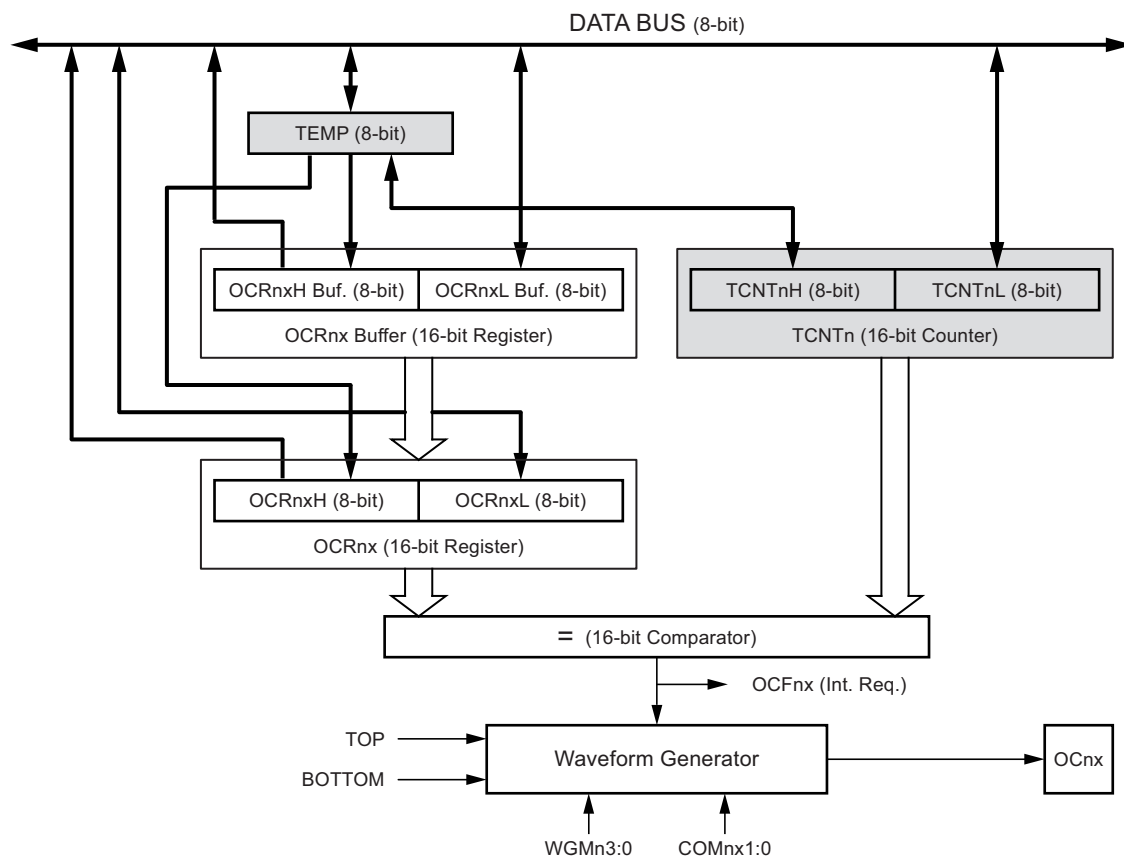 DATA BUS (8-bit)
TEMP (8-bit)
OCRnxH Buf. (8-bit)
OCRnxL Buf. (8-bit)
OCRnx Buffer (16-bit Register)
TCNTnH (8-bit)
TCNTnL (8-bit)
TCNTn (16-bit Counter)
OCRnxH (8-bit)
OCRnxL (8-bit)
OCRnx (16-bit Register)
= (16-bit Comparator)
OCFnx (Int. Req.)
TOP
BOTTOM
Waveform Generator
OCnx
WGMn3:0
COMnx1:0